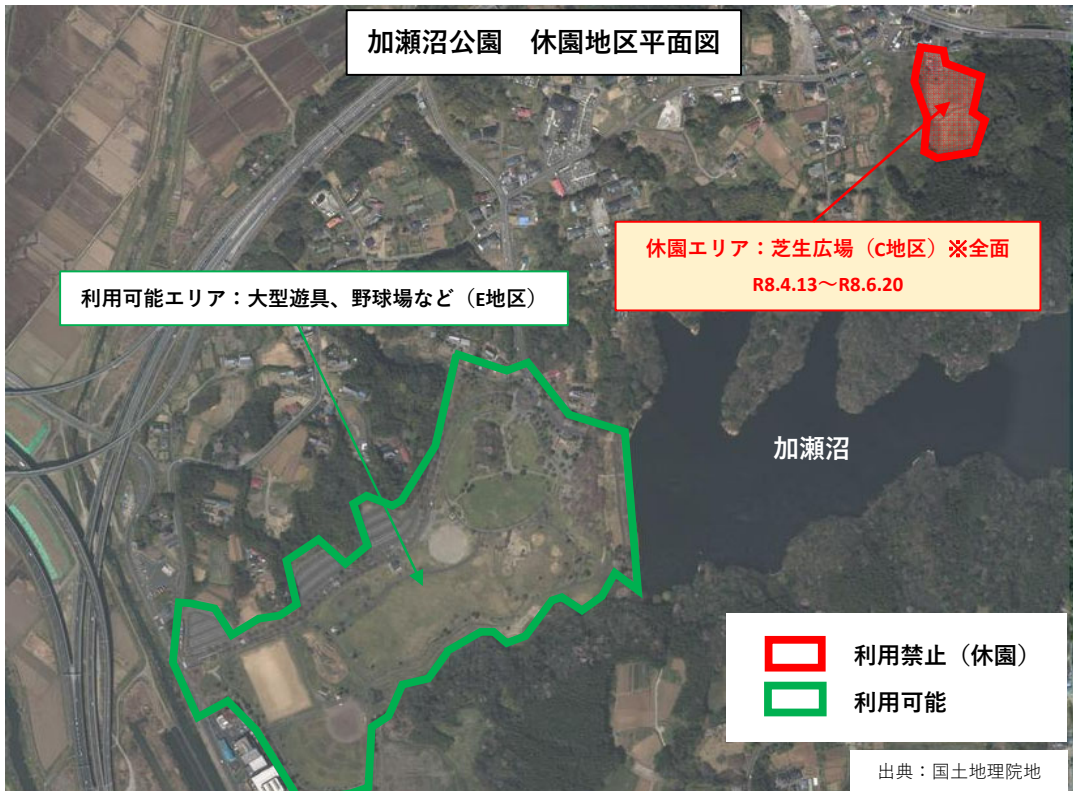 加瀬沼公園　休園地区平面図
休園エリア：芝生広場（C地区）※全面
R8.4.13～R8.6.20
利用可能エリア：大型遊具、野球場など（E地区）
加瀬沼
利用禁止（休園）
利用可能
出典：国土地理院地